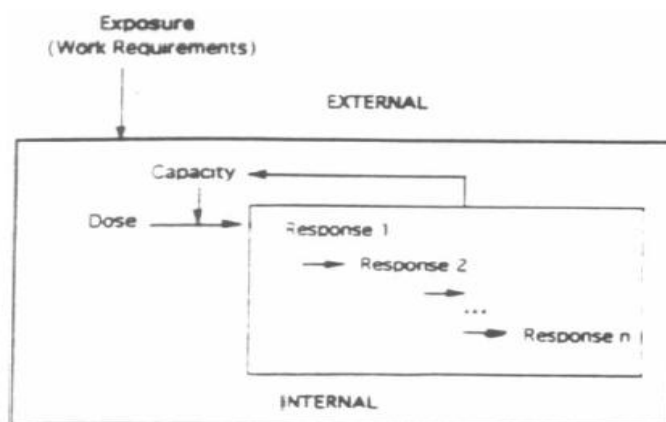 Exposure
(Work Requirements)
EXTERNAL
Capacity
Dose
Response 1
Response 2
...
Response n
INTERNAL